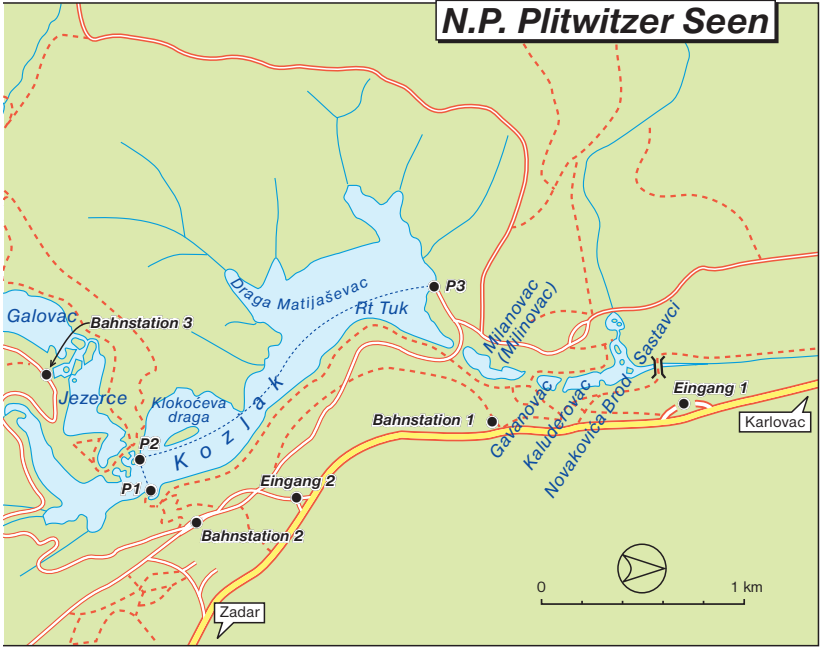 N.P. Plitwitzer Seen
Draga Matijaševac
P3
Rt Tuk
Milanovac
(Milinovac)
Galovac
Bahnstation 3
Sastavci
Jezerce
Klokočeva
draga
Kozjak
Gavanovac
Kaluderovac
Novakovića Brod
Eingang 1
Karlovac
Bahnstation 1
P2
P1
Eingang 2
Bahnstation 2
Zadar
0
1 km